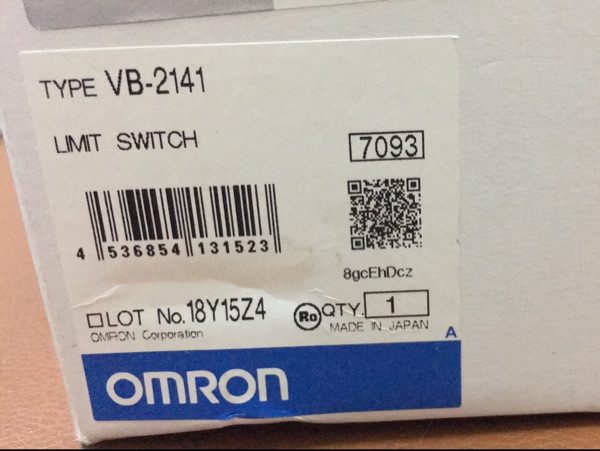 TYPE VB-2141
LIMIT SWITCH
7093
4 536854 131523
8gcEhDcz
LOT No.18Y15Z4
Ro QTY. 1
OMRON Corporation
MADE IN JAPAN
A
OMRON